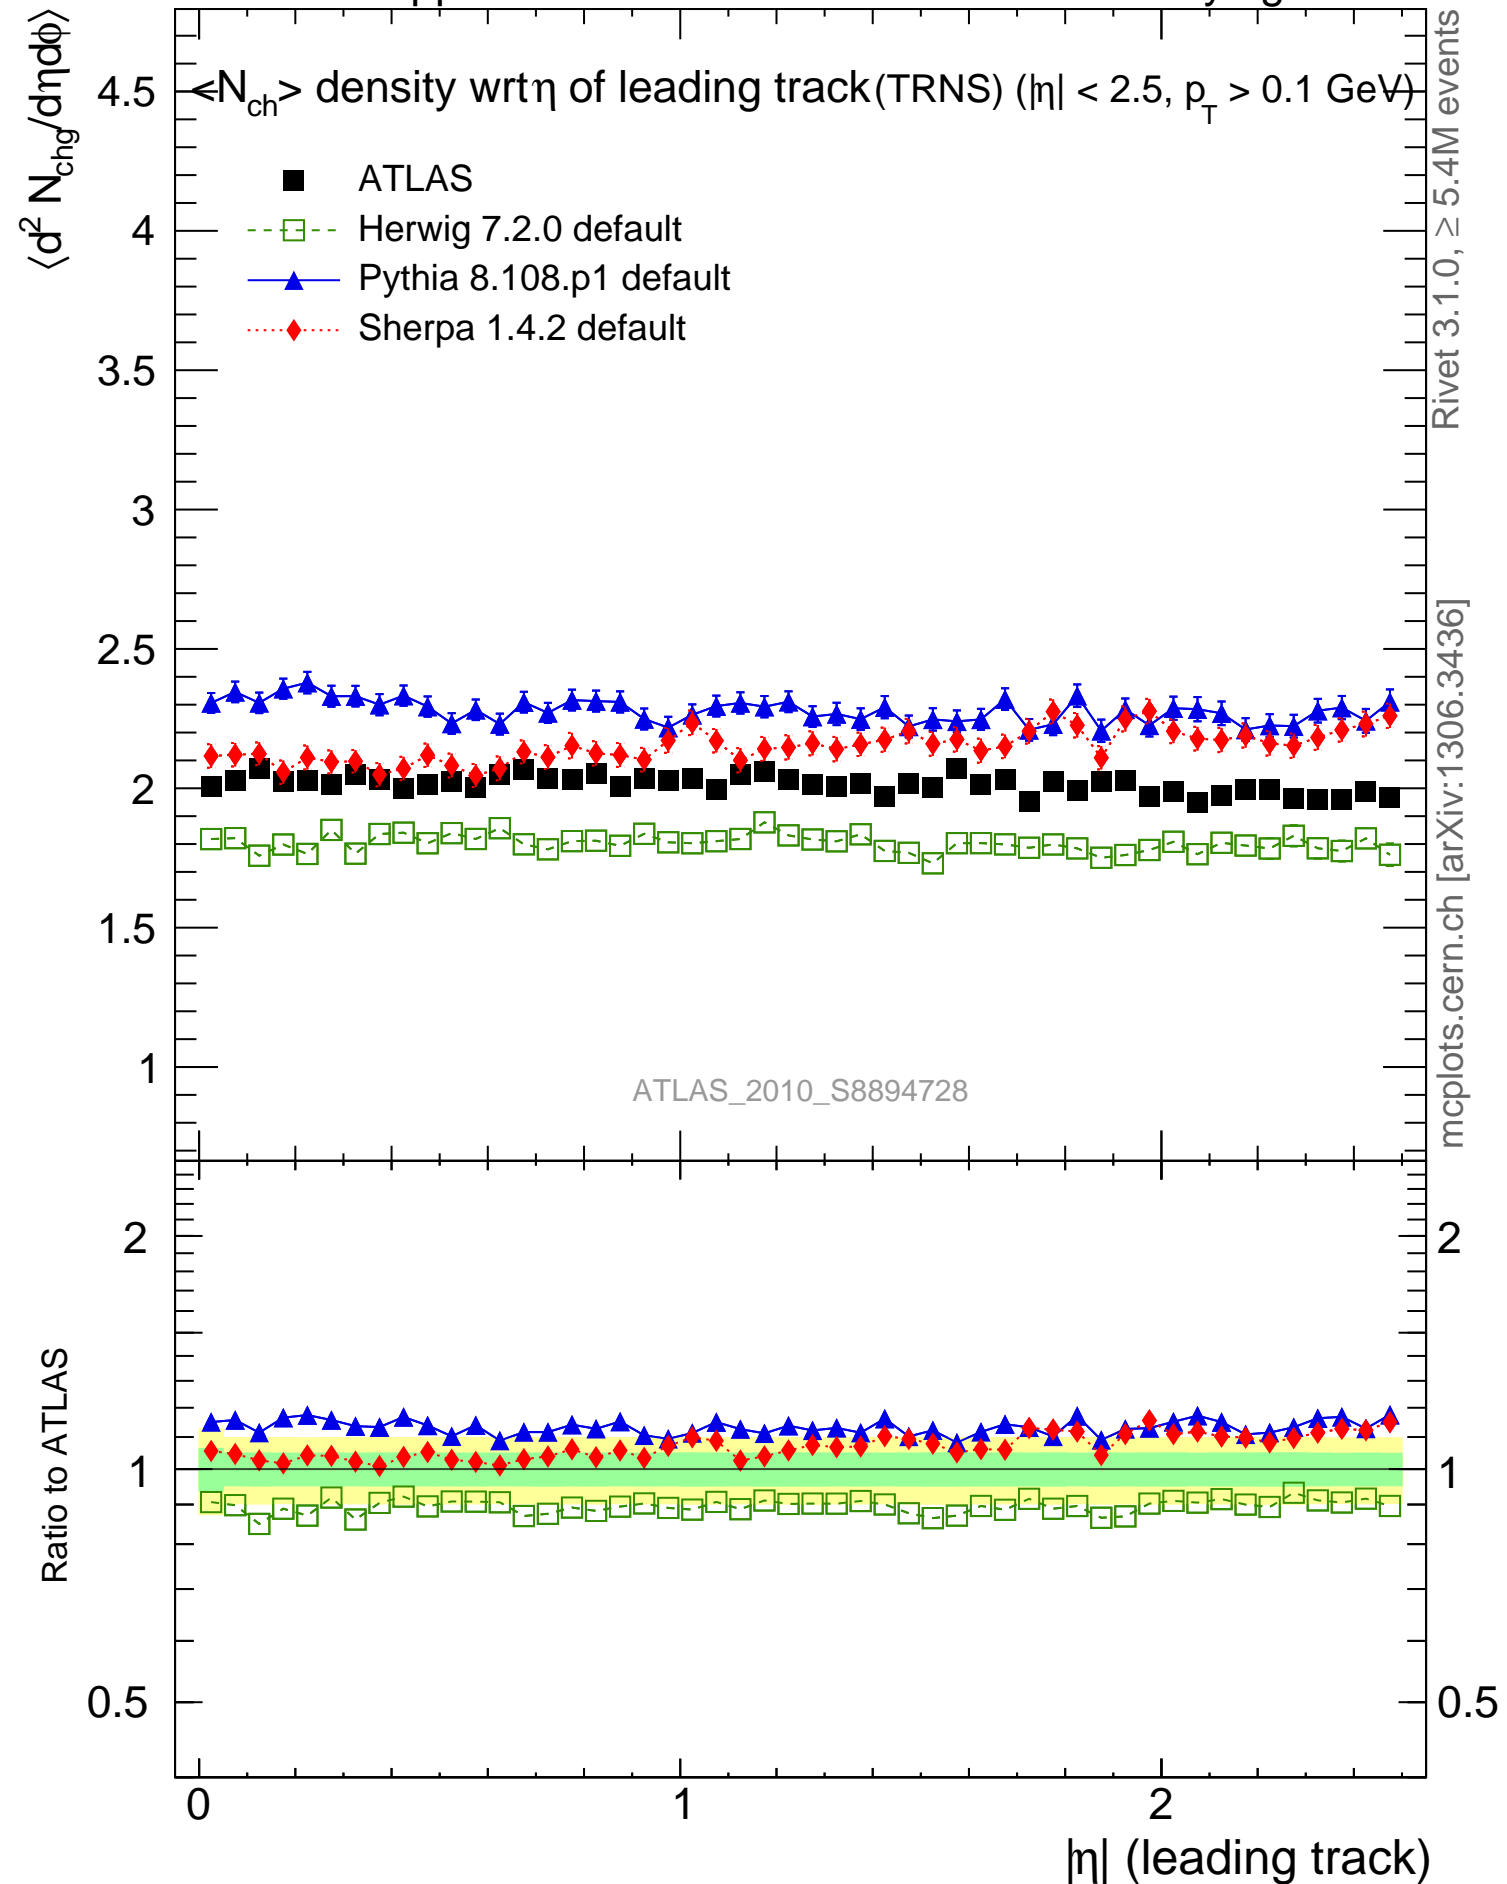 <N_ch> density wrt η of leading track (TRNS) (|η| < 2.5, p_T > 0.1 GeV)
⟨d² N_chg/dηdϕ⟩
ATLAS
Herwig 7.2.0 default
Pythia 8.108.p1 default
Sherpa 1.4.2 default
4.5
4
3.5
3
2.5
2
1.5
1
ATLAS_2010_S8894728
Rivet 3.1.0, ≥ 5.4M events
mcplots.cern.ch [arXiv:1306.3436]
Ratio to ATLAS
2
1
0.5
2
1
0.5
0
1
2
|η| (leading track)